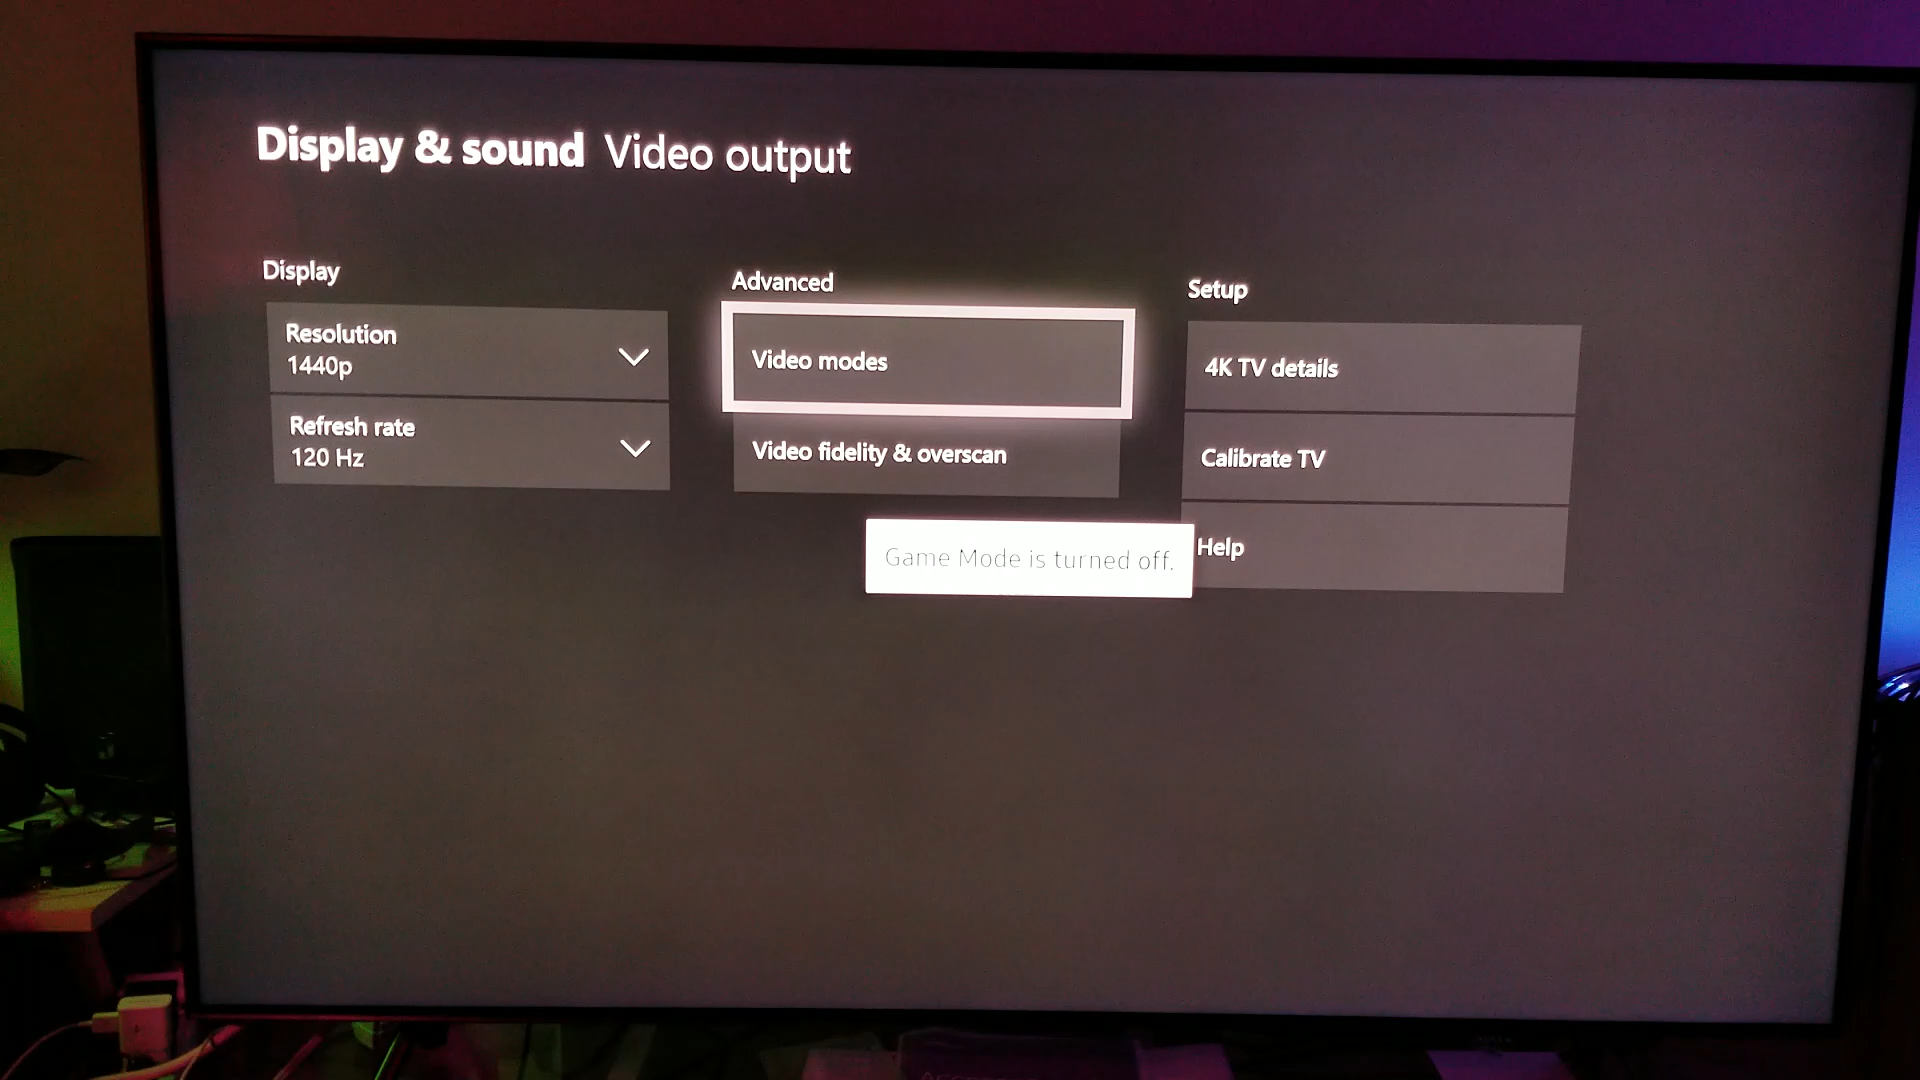 Display & sound Video output
Display
Resolution
1440p
Refresh rate
120 Hz
Advanced
Video modes
Video fidelity & overscan
Setup
4K TV details
Calibrate TV
Help
Game Mode is turned off.